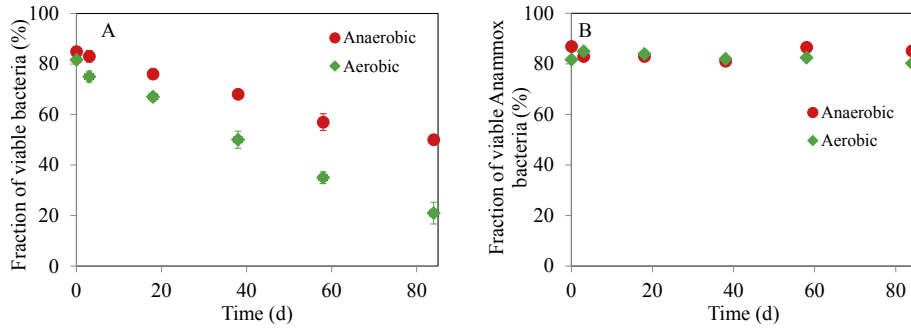 A
Anaerobic
Aerobic
Fraction of viable bacteria (%)
100
80
60
40
20
0
0 20 40 60 80
Time (d)
B
Anaerobic
Aerobic
Fraction of viable Anammox
bacteria (%)
100
80
60
40
20
0
0 20 40 60 80
Time (d)